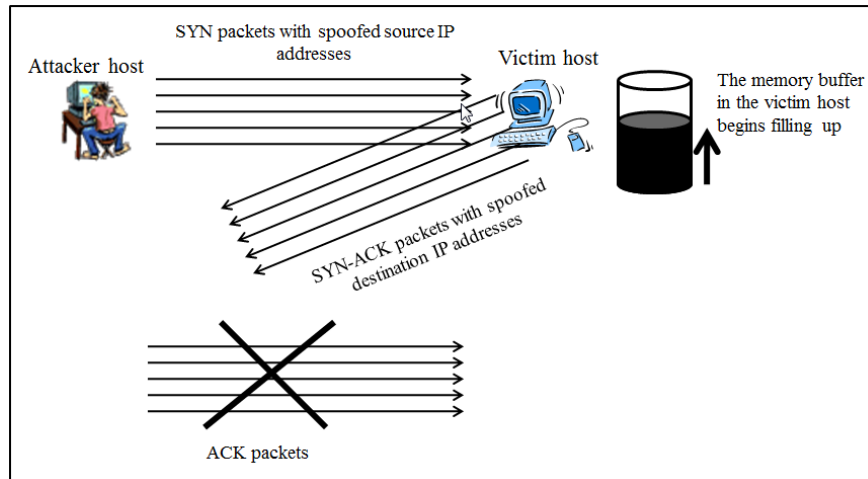 SYN packets with spoofed source IP
addresses
Attacker host
Victim host
The memory buffer
in the victim host
begins filling up
SYN-ACK packets with spoofed
destination IP addresses
ACK packets